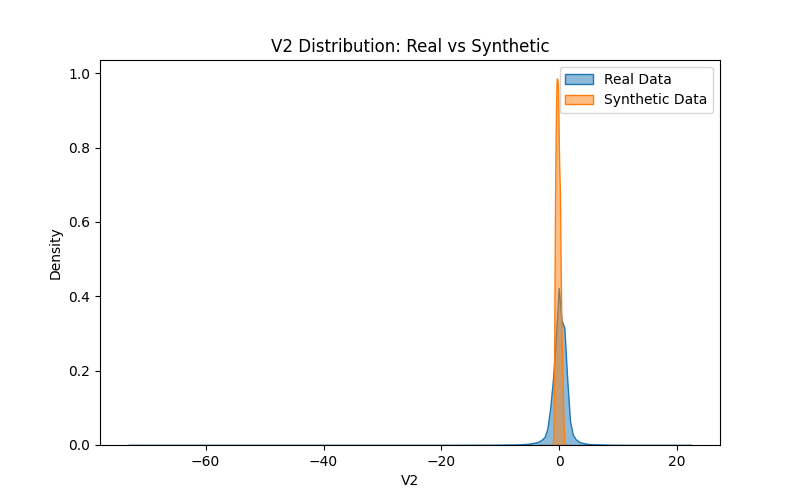 V2 Distribution: Real vs Synthetic
Real Data
Synthetic Data
1.0
0.8
0.6
0.4
0.2
0.0
Density
−60
−40
−20
0
20
V2